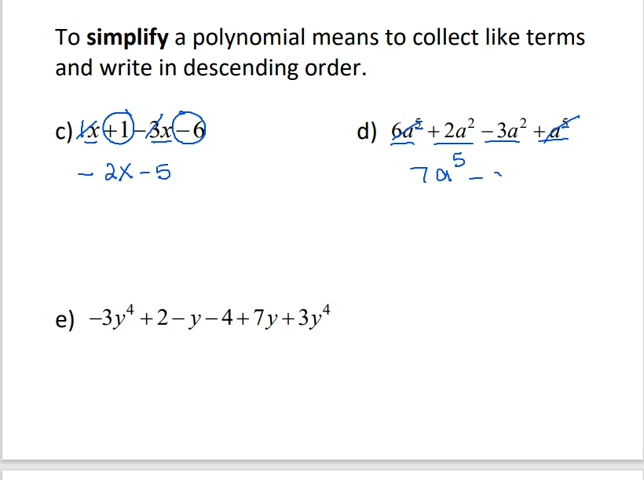 To simplify a polynomial means to collect like terms
and write in descending order.
c) 1x+1−3x−6
d) 6a⁵+2a²−3a²+a⁵
− 2x − 5
7a⁵ −
e) −3y⁴+2−y−4+7y+3y⁴